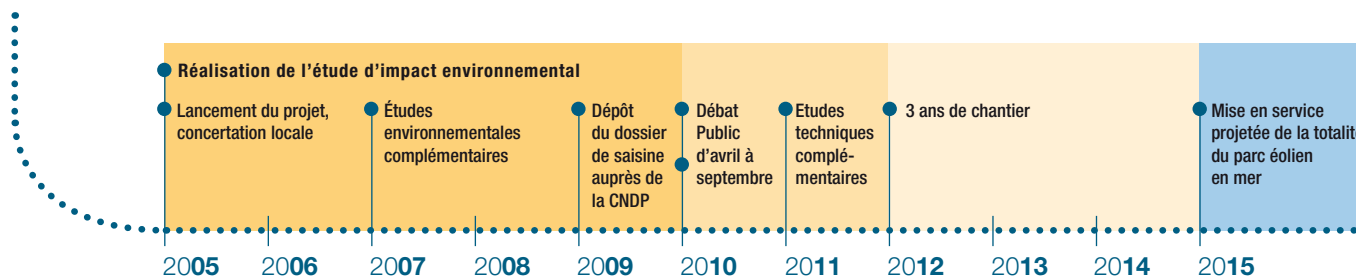 Réalisation de l'étude d'impact environnemental
Lancement du projet,
concertation locale
Études
environnementales
complémentaires
Dépôt
du dossier
de saisine
auprès de
la CNDP
Débat
Public
d'avril à
septembre
Etudes
techniques
complé-
mentaires
3 ans de chantier
Mise en service
projetée de la totalité
du parc éolien
en mer
2005 2006 2007 2008 2009 2010 2011 2012 2013 2014 2015